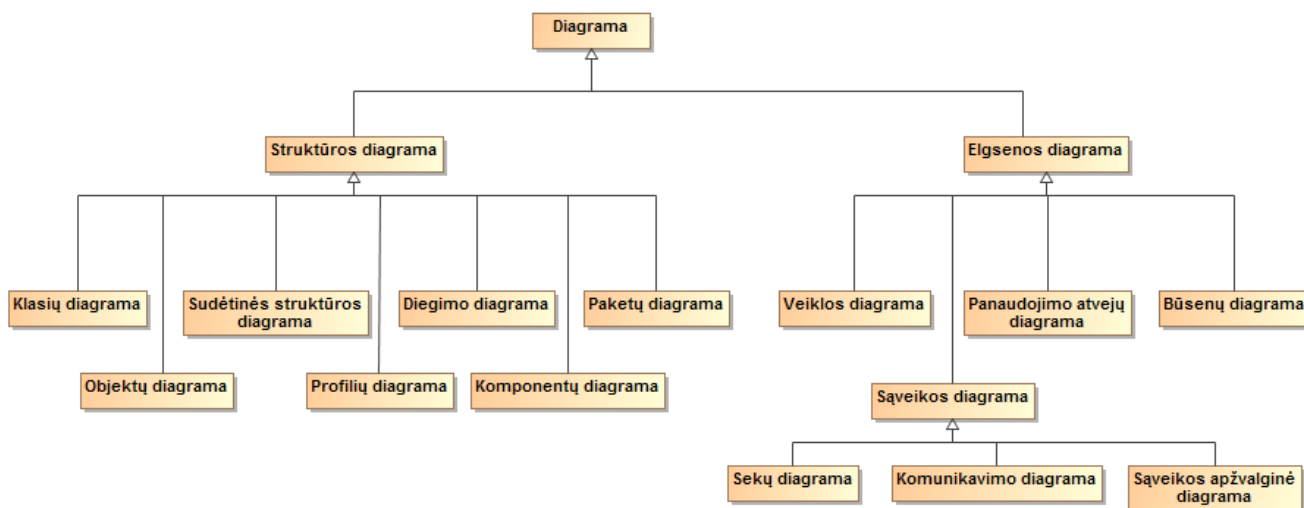 Diagrama
Struktūros diagrama
Elgsenos diagrama
Klasių diagrama
Sudėtinės struktūros
diagrama
Diegimo diagrama
Paketų diagrama
Veiklos diagrama
Panaudojimo atvejų
diagrama
Būsenų diagrama
Objektų diagrama
Profilių diagrama
Komponentų diagrama
Sąveikos diagrama
Sekų diagrama
Komunikavimo diagrama
Sąveikos apžvalginė
diagrama